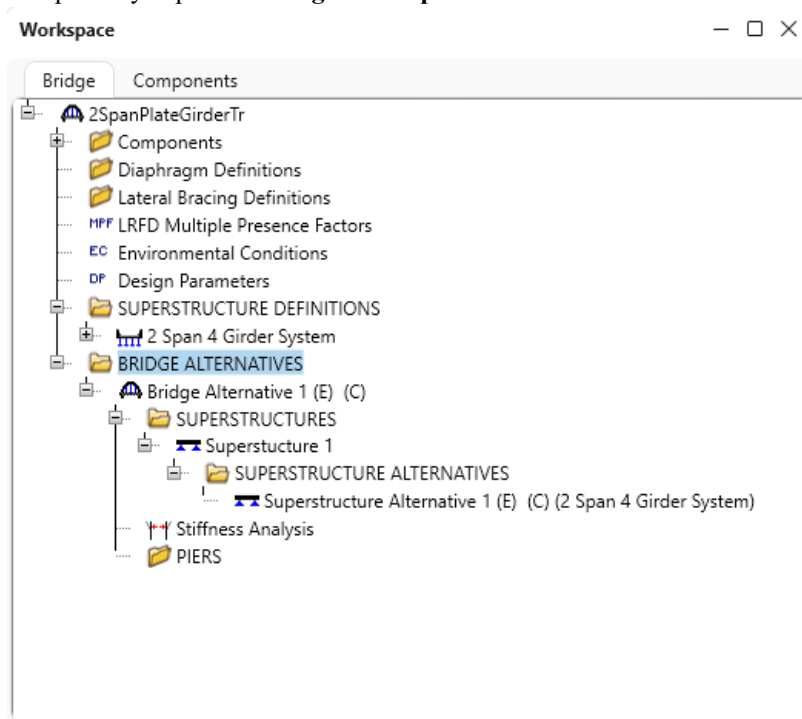 Workspace
Bridge Components
2SpanPlateGirderTr
Components
Diaphragm Definitions
Lateral Bracing Definitions
MPF LRFD Multiple Presence Factors
EC Environmental Conditions
DP Design Parameters
SUPERSTRUCTURE DEFINITIONS
2 Span 4 Girder System
BRIDGE ALTERNATIVES
Bridge Alternative 1 (E) (C)
SUPERSTRUCTURES
Superstucture 1
SUPERSTRUCTURE ALTERNATIVES
Superstructure Alternative 1 (E) (C) (2 Span 4 Girder System)
Stiffness Analysis
PIERS